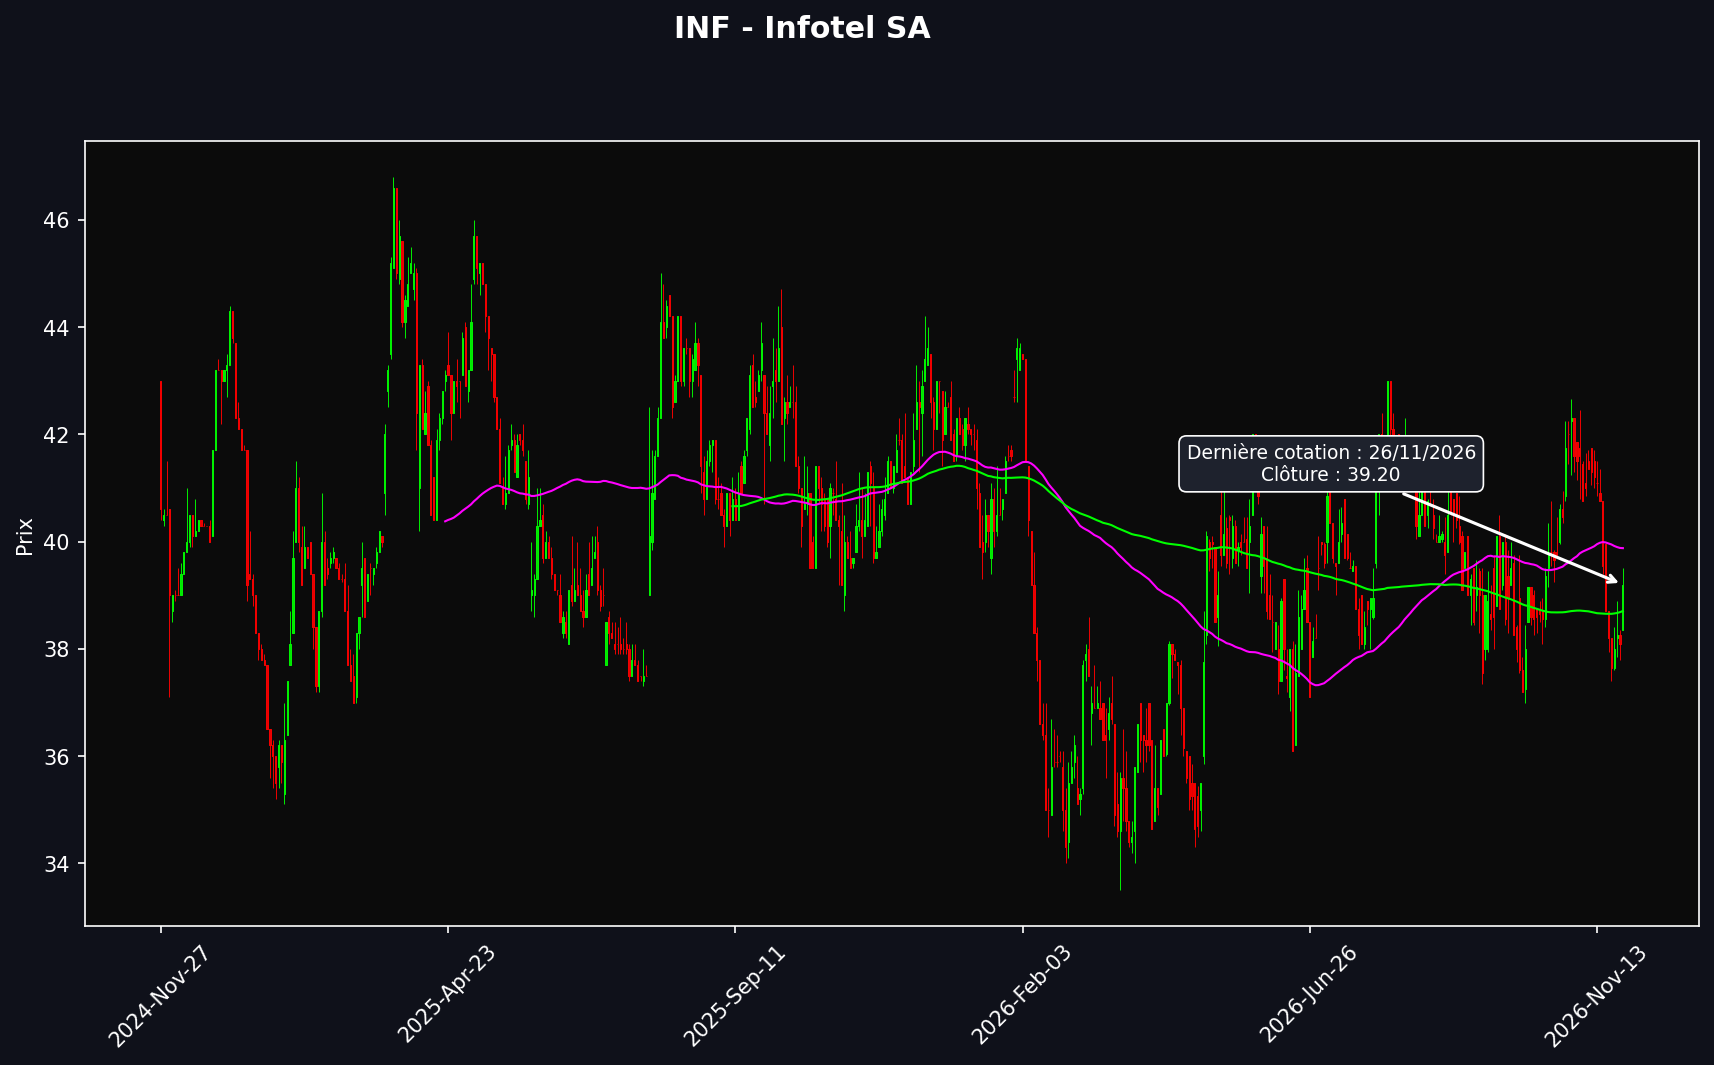 INF - Infotel SA
Prix
46
44
42
40
38
36
34
Dernière cotation : 26/11/2026
Clôture : 39.20
2024-Nov-27
2025-Apr-23
2025-Sep-11
2026-Feb-03
2026-Jun-26
2026-Nov-13